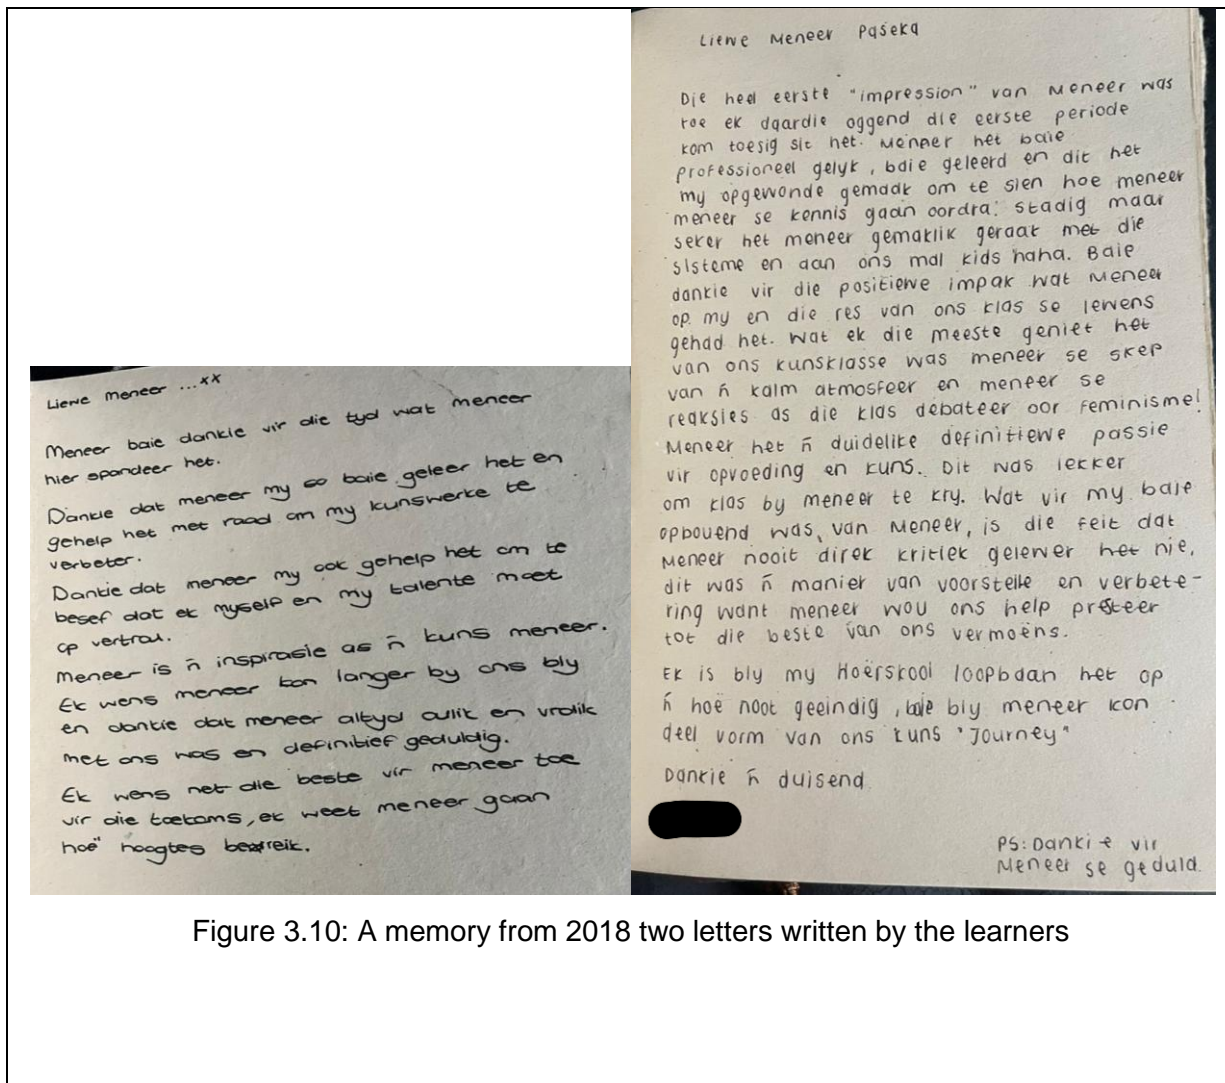 Liewe meneer ...xx
Meneer baie dankie vir die tyd wat meneer
hier spandeer het.
Dankie dat meneer my so baie geleer het en
gehelp het met raad om my kunswerke te
verbeter.
Dankie dat meneer my ook gehelp het om te
besef dat ek myself en my talente moet
op vertrou.
Meneer is ñ inspirasie as ñ kuns meneer.
Ek wens meneer kon langer by ons bly
en dankie dat meneer altyd oulik en vrolik
met ons was en definitief geduldig.
Ek wens net die beste vir meneer toe
vir die toekoms, ek weet meneer gaan
hoë hoogtes bereik.
Liewe Meneer Paseka
Die heel eerste "impression" van Meneer was
toe ek daardie oggend die eerste periode
kom toesig sit het. Meneer het baie
professioneel gelyk, baie geleerd en dit het
my opgewonde gemaak om te sien hoe meneer
meneer se kennis gaan oordra. Stadig maar
seker het meneer gemaklik geraak met die
sisteme en aan ons mal kids haha. Baie
dankie vir die positiewe impak wat Meneer
op my en die res van ons klas se lewens
gehad het. Wat ek die meeste geniet het
van ons kunsklasse was meneer se skep
van ñ kalm atmosfeer en meneer se
reaksies as die klas debateer oor feminisme!
Meneer het ñ duidelike definitiewe passie
vir opvoeding en kuns. Dit was lekker
om klas by meneer te kry. Wat vir my baie
opbouend was, van Meneer, is die feit dat
Meneer nooit direk kritiek gelewer het nie,
dit was ñ manier van voorstelle en verbete-
ring want meneer wou ons help presteer
tot die beste van ons vermoëns.
Ek is bly my Hoërskool loopbaan het op
ñ hoë noot geeindig, baie bly meneer kon
deel vorm van ons kuns "Journey"
Dankie ñ duisend.
PS: Dankie vir
Meneer se geduld.
Figure 3.10: A memory from 2018 two letters written by the learners